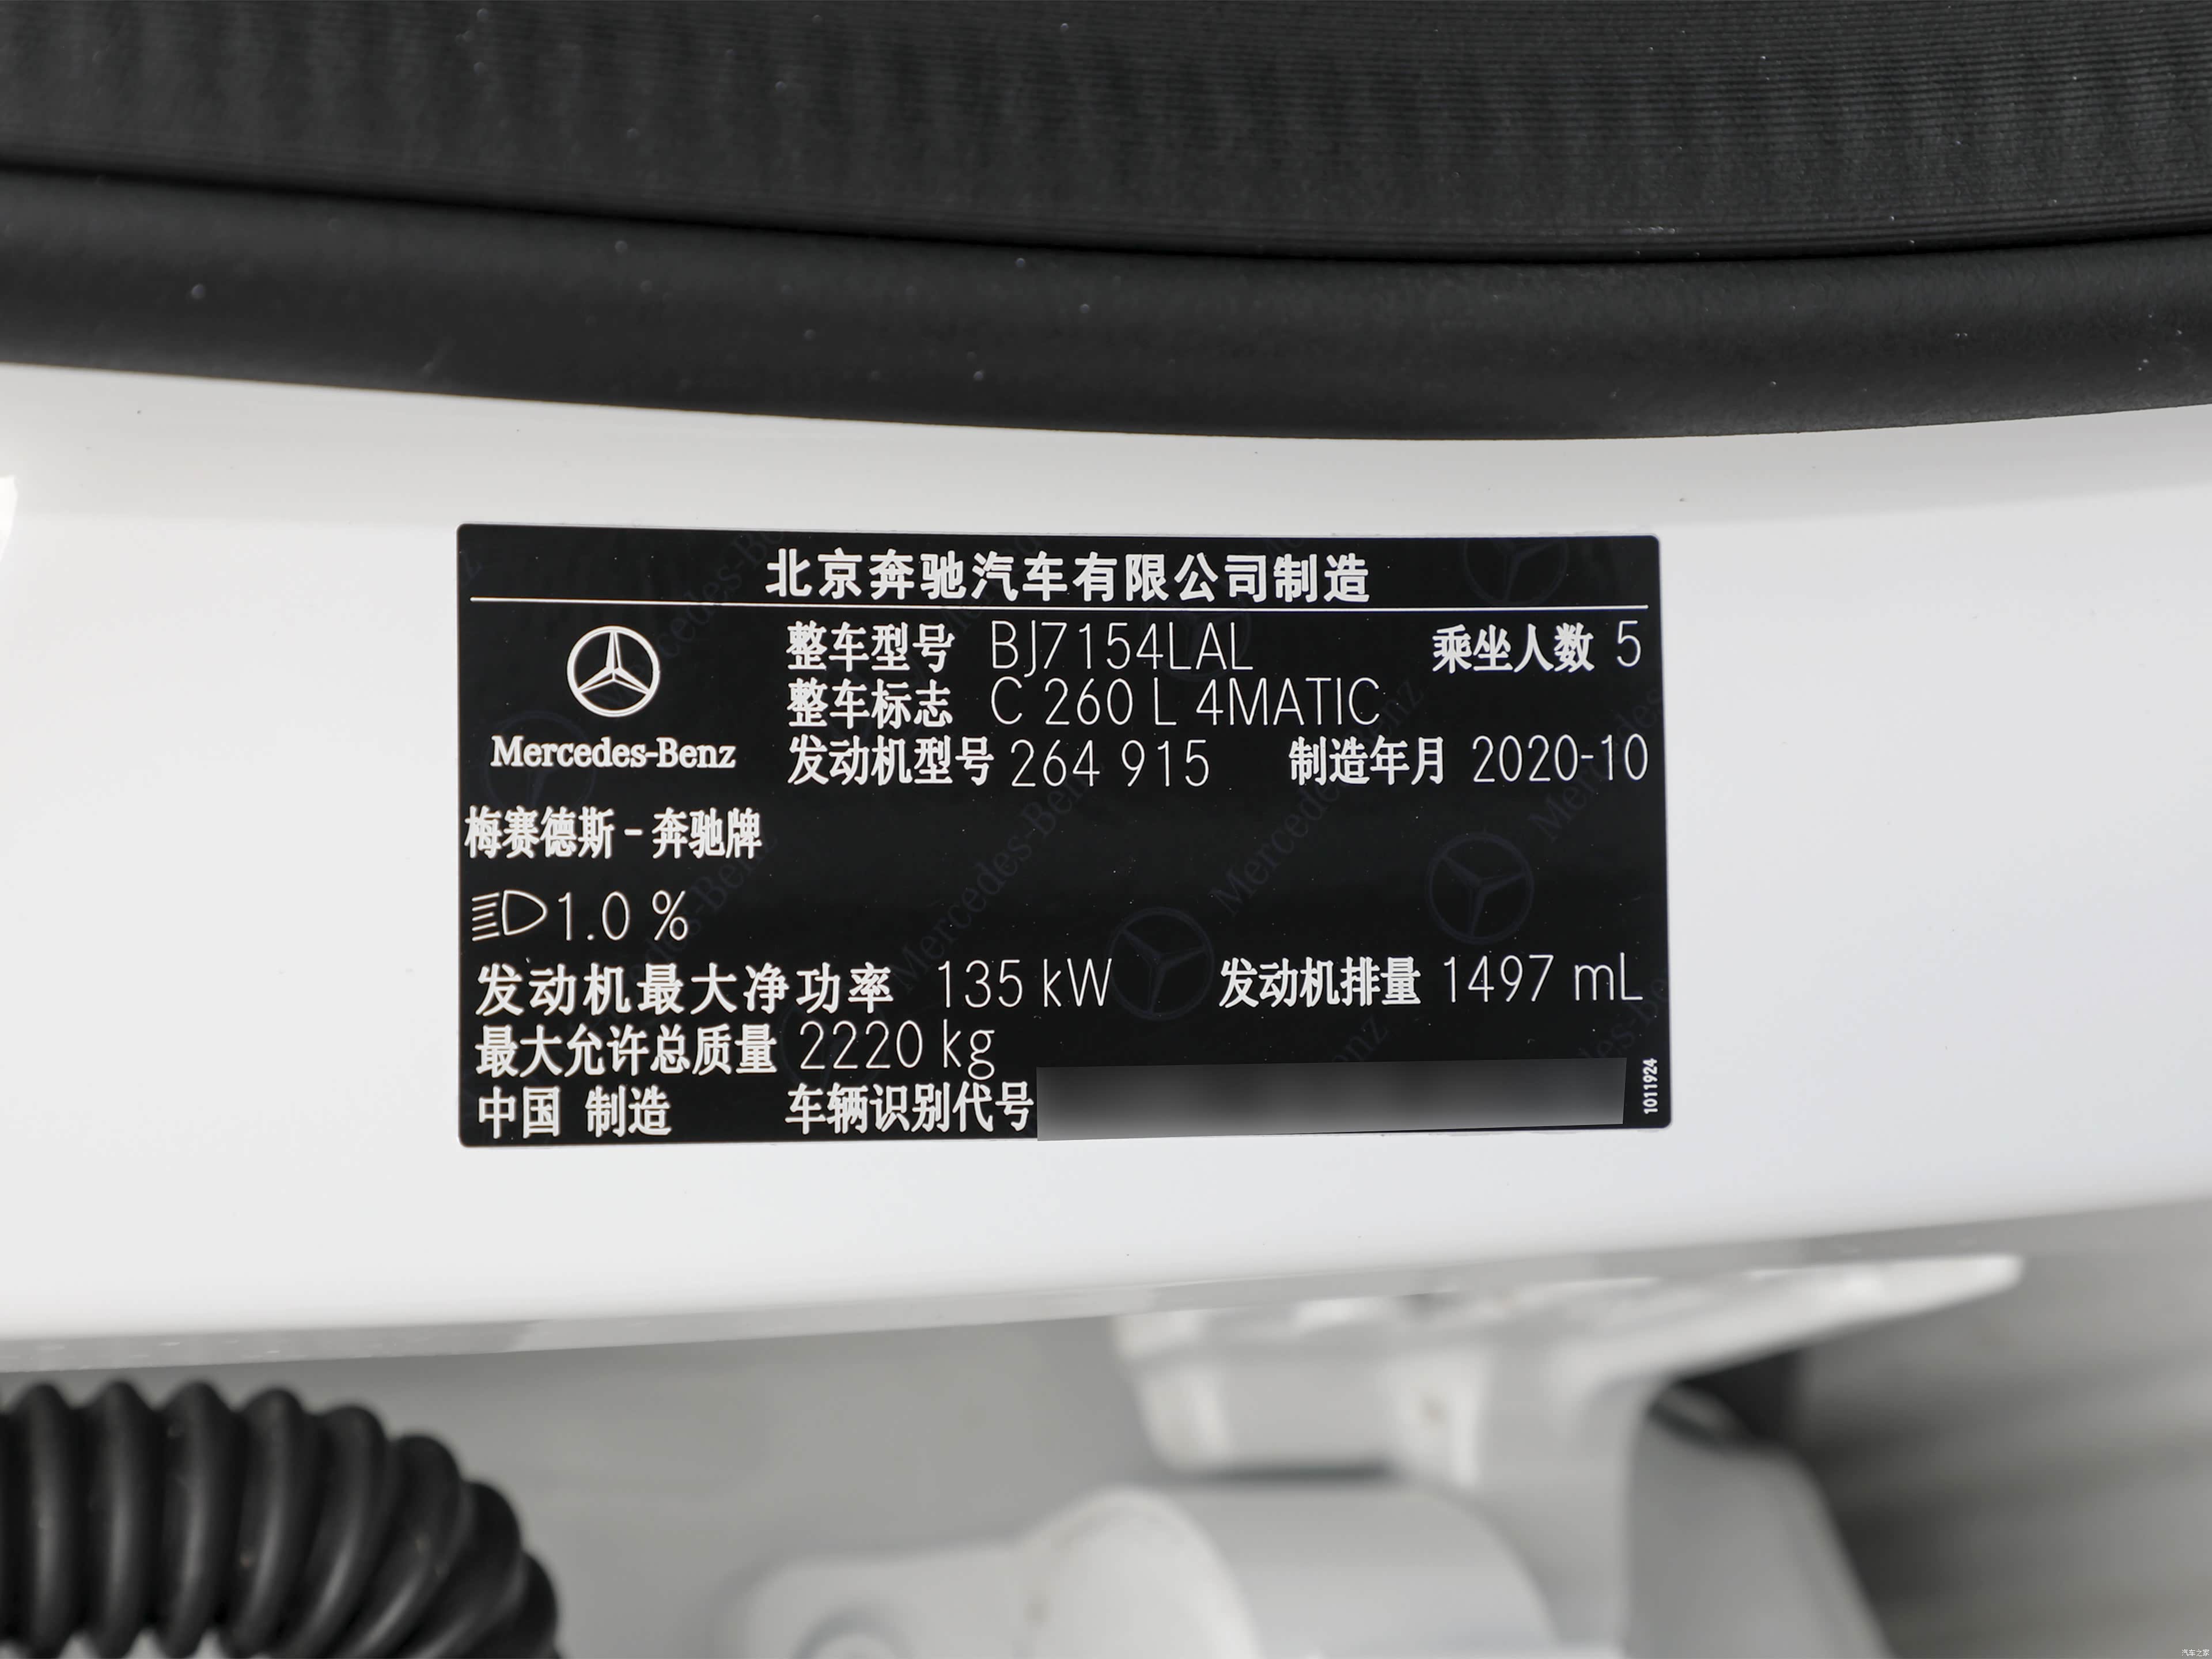 北京奔驰汽车有限公司制造
整车型号 BJ7154LAL 乘坐人数 5
整车标志 C 260 L 4MATIC
Mercedes-Benz
发动机型号 264 915 制造年月 2020-10
梅赛德斯-奔驰牌
1.0 %
发动机最大净功率 135 kW 发动机排量 1497 mL
最大允许总质量 2220 kg
中国 制造 车辆识别代号
1011924
汽车之家